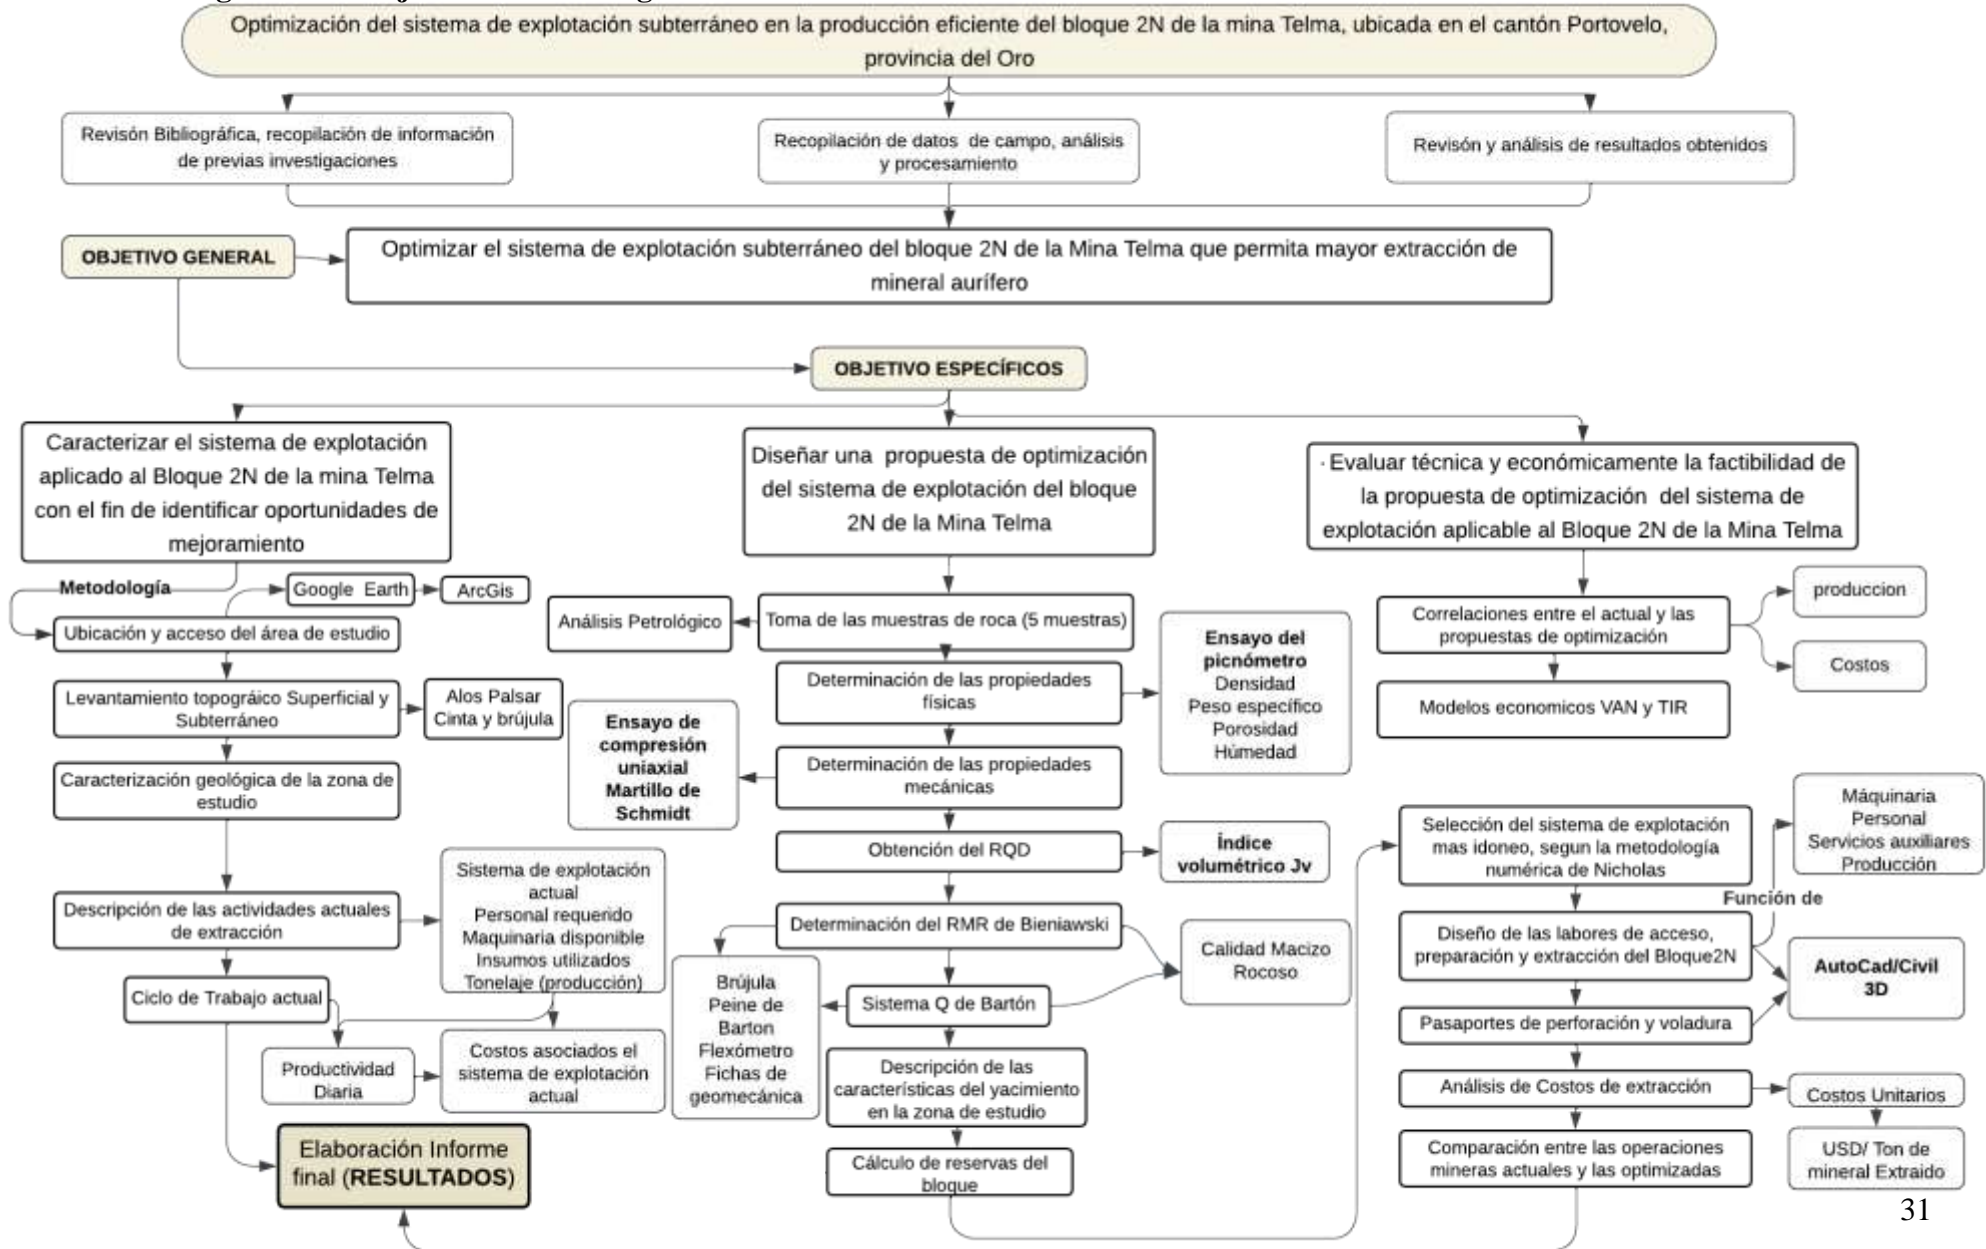 Optimización del sistema de explotación subterráneo en la producción eficiente del bloque 2N de la mina Telma, ubicada en el cantón Portovelo,
provincia del Oro
Revisón Bibliográfica, recopilación de información
de previas investigaciones
Recopilación de datos de campo, análisis
y procesamiento
Revisón y análisis de resultados obtenidos
OBJETIVO GENERAL
Optimizar el sistema de explotación subterráneo del bloque 2N de la Mina Telma que permita mayor extracción de
mineral aurífero
OBJETIVO ESPECÍFICOS
Caracterizar el sistema de explotación
aplicado al Bloque 2N de la mina Telma
con el fin de identificar oportunidades de
mejoramiento
Metodología
Google Earth
ArcGis
Ubicación y acceso del área de estudio
Levantamiento topográico Superficial y
Subterráneo
Alos Palsar
Cinta y brújula
Caracterización geológica de la zona de
estudio
Descripción de las actividades actuales
de extracción
Sistema de explotación
actual
Personal requerido
Maquinaria disponible
Insumos utilizados
Tonelaje (producción)
Ciclo de Trabajo actual
Productividad
Diaria
Costos asociados el
sistema de explotación
actual
Elaboración Informe
final (RESULTADOS)
Diseñar una propuesta de optimización
del sistema de explotación del bloque
2N de la Mina Telma
Análisis Petrológico
Toma de las muestras de roca (5 muestras)
Determinación de las propiedades
físicas
Ensayo del
picnómetro
Densidad
Peso específico
Porosidad
Húmedad
Ensayo de
compresión
uniaxial
Martillo de
Schmidt
Determinación de las propiedades
mecánicas
Obtención del RQD
Índice
volumétrico Jv
Determinación del RMR de Bieniawski
Calidad Macizo
Rocoso
Brújula
Peine de
Barton
Flexómetro
Fichas de
geomecánica
Sistema Q de Bartón
Descripción de las
características del yacimiento
en la zona de estudio
Cálculo de reservas del
bloque
· Evaluar técnica y económicamente la factibilidad de
la propuesta de optimización del sistema de
explotación aplicable al Bloque 2N de la Mina Telma
Correlaciones entre el actual y las
propuestas de optimización
produccion
Costos
Modelos economicos VAN y TIR
Selección del sistema de explotación
mas idoneo, segun la metodología
numérica de Nicholas
Máquinaria
Personal
Servicios auxiliares
Producción
Función de
Diseño de las labores de acceso,
preparación y extracción del Bloque2N
AutoCad/Civil
3D
Pasaportes de perforación y voladura
Análisis de Costos de extracción
Costos Unitarios
Comparación entre las operaciones
mineras actuales y las optimizadas
USD/ Ton de
mineral Extraido
31